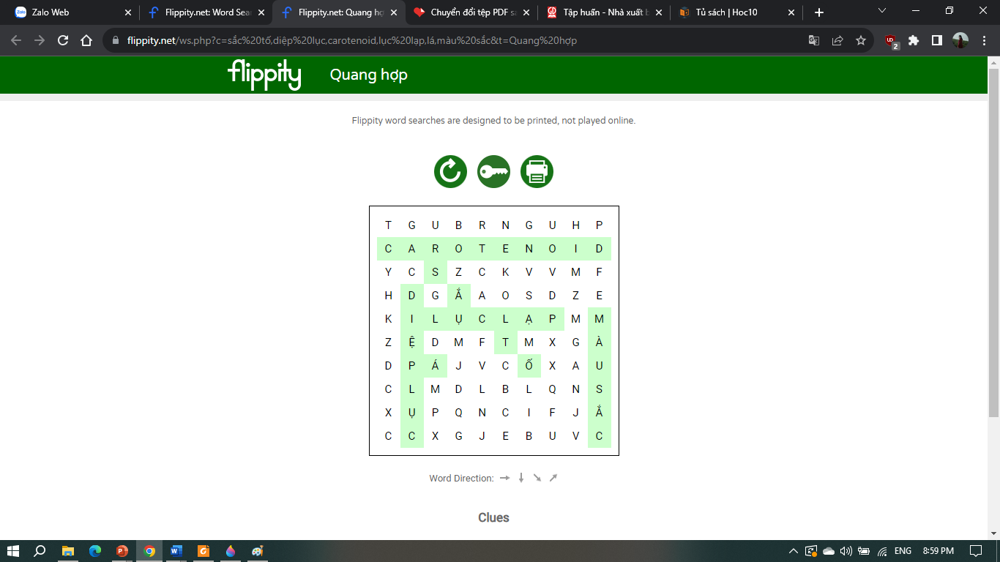 Zalo Web
Flippity.net: Word Sea
Flippity.net: Quang hợ
Chuyển đổi tệp PDF sa
Tập huấn - Nhà xuất b
Tủ sách | Hoc10
flippity.net/ws.php?c=sắc%20tố,diệp%20lục,carotenoid,lục%20lạp,lá,màu%20sắc&t=Quang%20hợp
2
flippity
Quang hợp
Flippity word searches are designed to be printed, not played online.
T G U B R N G U H P
C A R O T E N O I D
Y C S Z C K V V M F
H D G Ắ A O S D Z E
K I L Ụ C L Ạ P M M
Z Ệ D M F T M X G À
D P Á J V C Ố X A U
C L M D L B L Q N S
X Ụ P Q N C I F J Ắ
C C X G J E B U V C
Word Direction:
Clues
ENG
8:59 PM